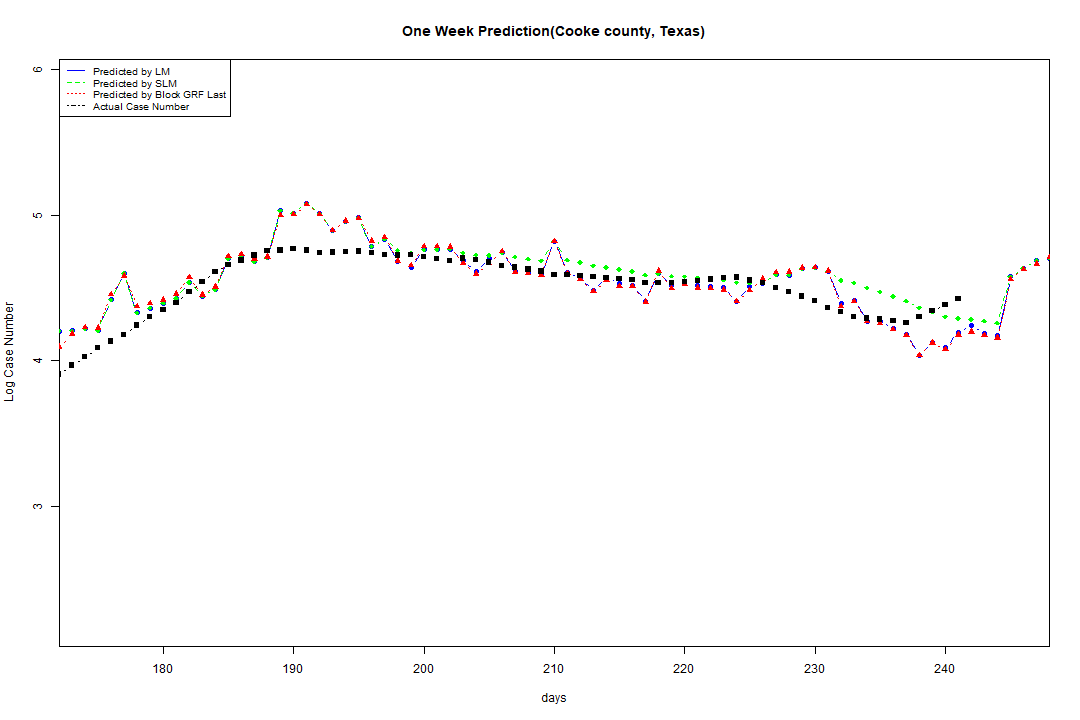 One Week Prediction(Cooke county, Texas)
Predicted by LM
Predicted by SLM
Predicted by Block GRF Last
Actual Case Number
6
5
4
3
Log Case Number
180 190 200 210 220 230 240
days